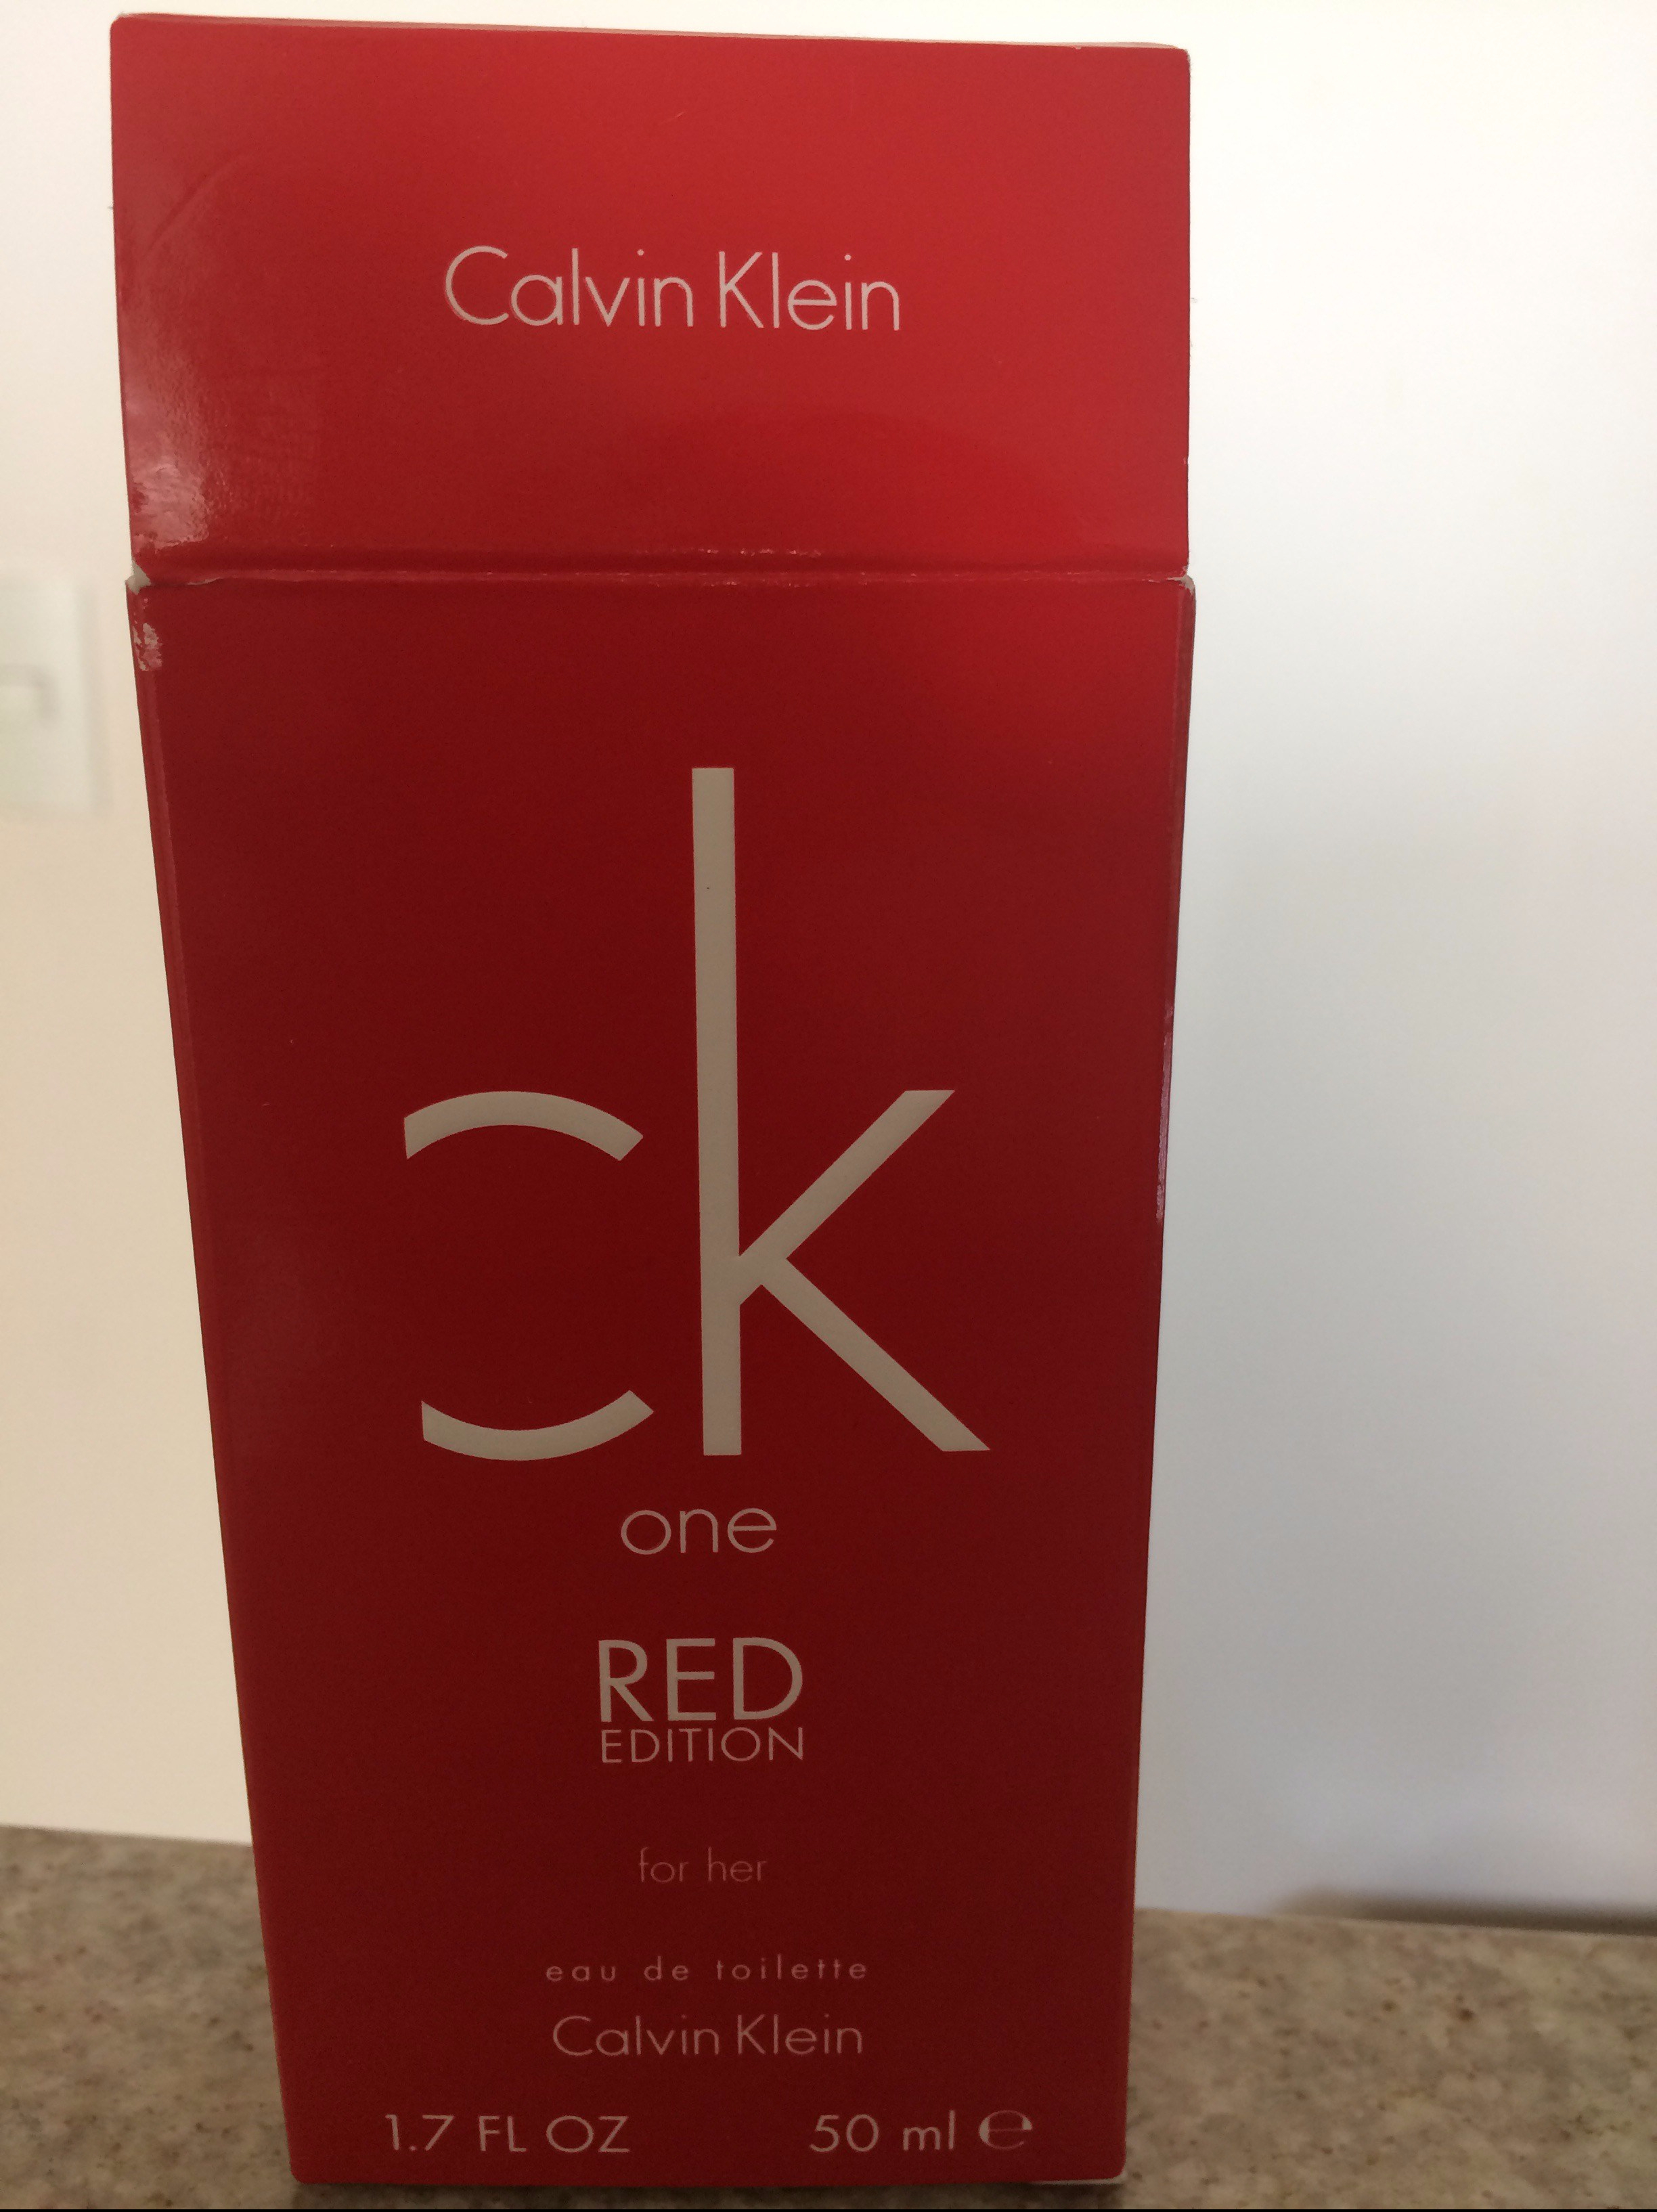 Calvin Klein
ck
one
RED
EDITION
for her
eau de toilette
Calvin Klein
1.7 FL OZ 50 ml ℮